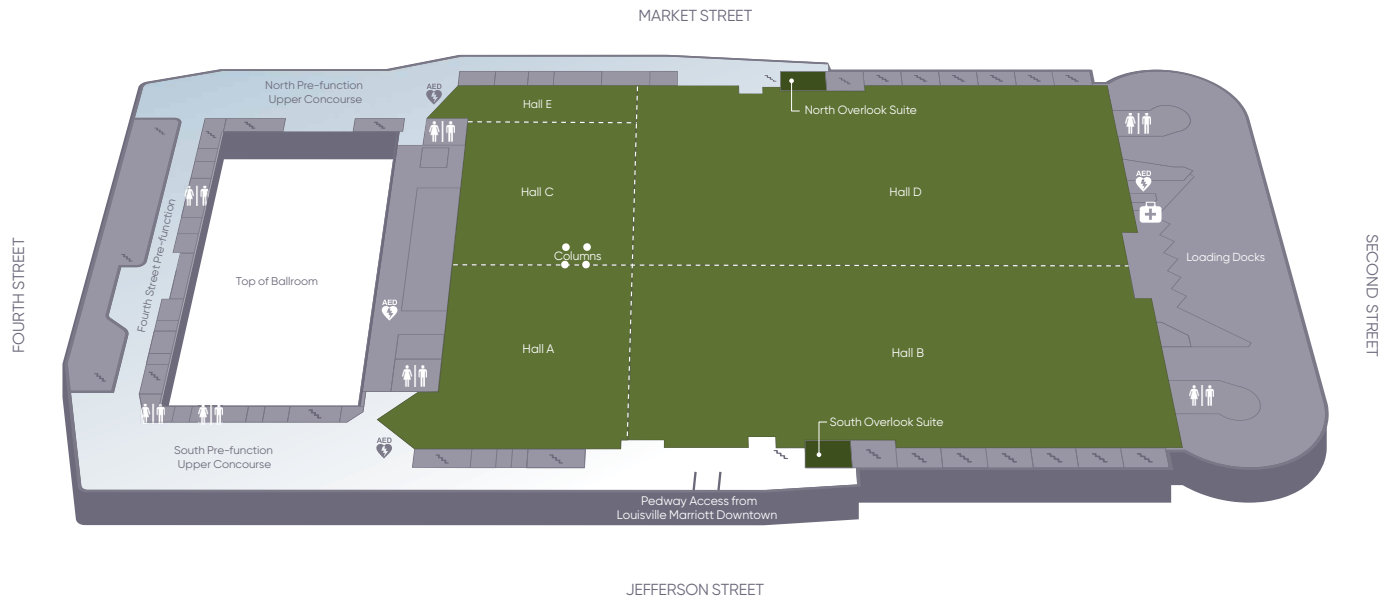 MARKET STREET
North Pre-function
Upper Concourse
AED
Hall E
North Overlook Suite
Hall C
Hall D
AED
Columns
Fourth Street Pre-function
Top of Ballroom
Loading Docks
FOURTH STREET
SECOND STREET
AED
Hall A
Hall B
South Overlook Suite
AED
South Pre-function
Upper Concourse
Pedway Access from
Louisville Marriott Downtown
JEFFERSON STREET